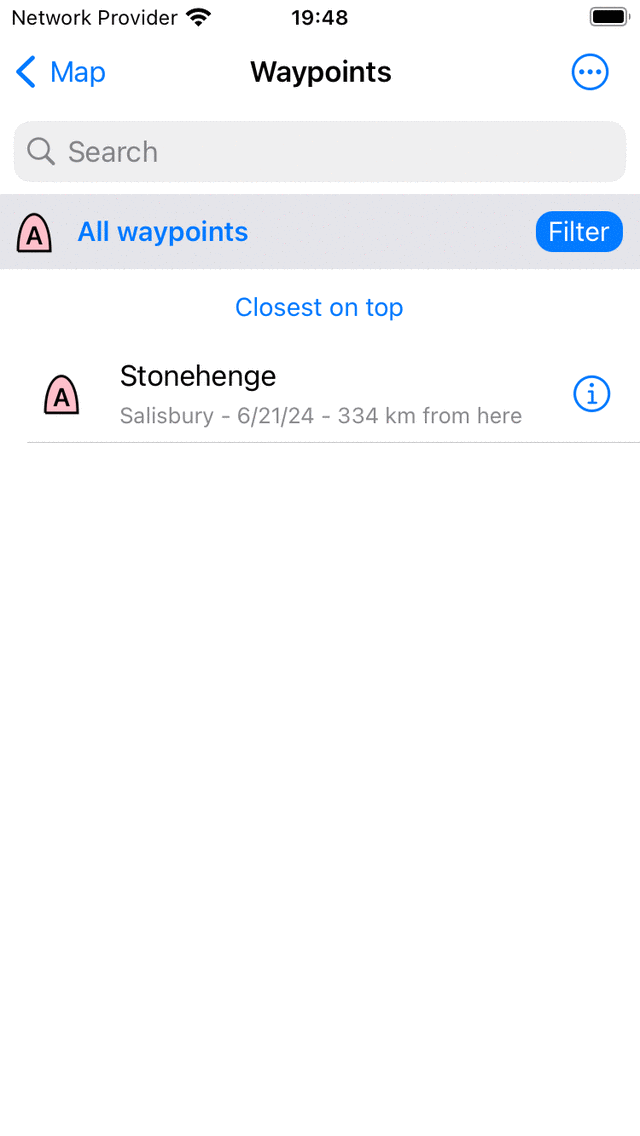 Network Provider 19:48
Map Waypoints
Search
A All waypoints Filter
Closest on top
A Stonehenge
Salisbury - 6/21/24 - 334 km from here